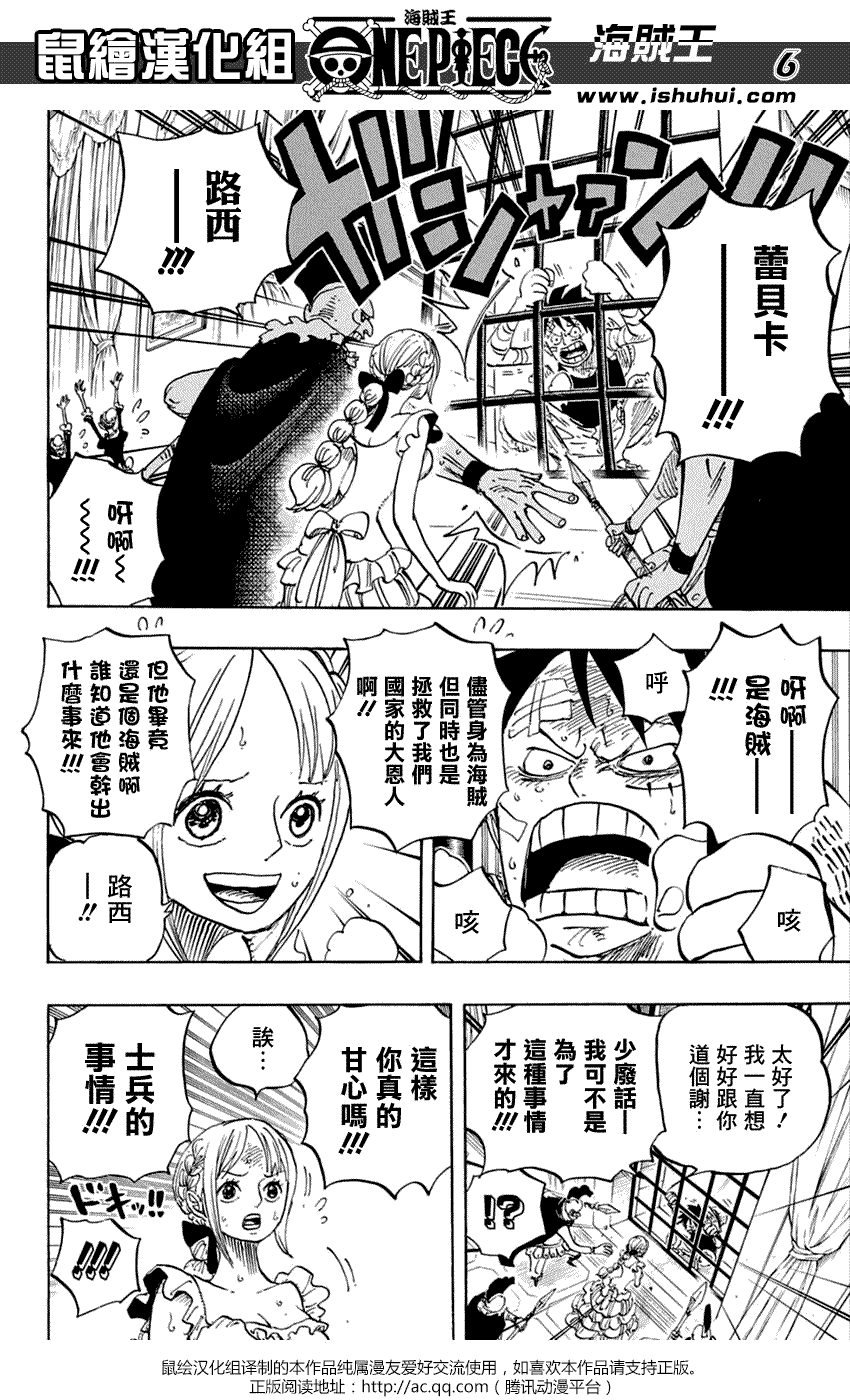 鼠繪漢化組
海賊王
ONE PIECE
海賊王
6
www.ishuhui.com
ガシャアン!!
蕾貝卡
——!!!
路西
——!!!
呀啊~
~~!!!
呀啊——
是海賊——
!!!
呼
咳
咳
儘管身為海賊
但同時也是
拯救了我們
國家的大恩人
啊!!
但他畢竟
還是個海賊啊
誰知道他會幹出
什麼事來!!!
路西
—!!
太好了!
我一直想
好好跟你
道個謝…
少廢話—
我可不是
為了
這種事情
才來的!!!
!?
這樣
你真的
甘心嗎!!!
誒…
士兵的
事情!!!
ドキッ!!
!!!!
鼠绘汉化组译制的本作品纯属漫友爱好交流使用，如喜欢本作品请支持正版。
正版阅读地址：http://ac.qq.com（腾讯动漫平台）